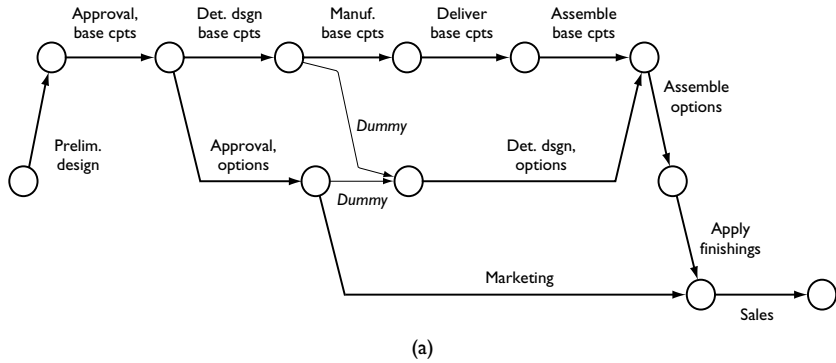 Approval,
base cpts
Det. dsgn
base cpts
Manuf.
base cpts
Deliver
base cpts
Assemble
base cpts
Assemble
options
Prelim.
design
Approval,
options
Dummy
Dummy
Det. dsgn,
options
Apply
finishings
Marketing
Sales
(a)